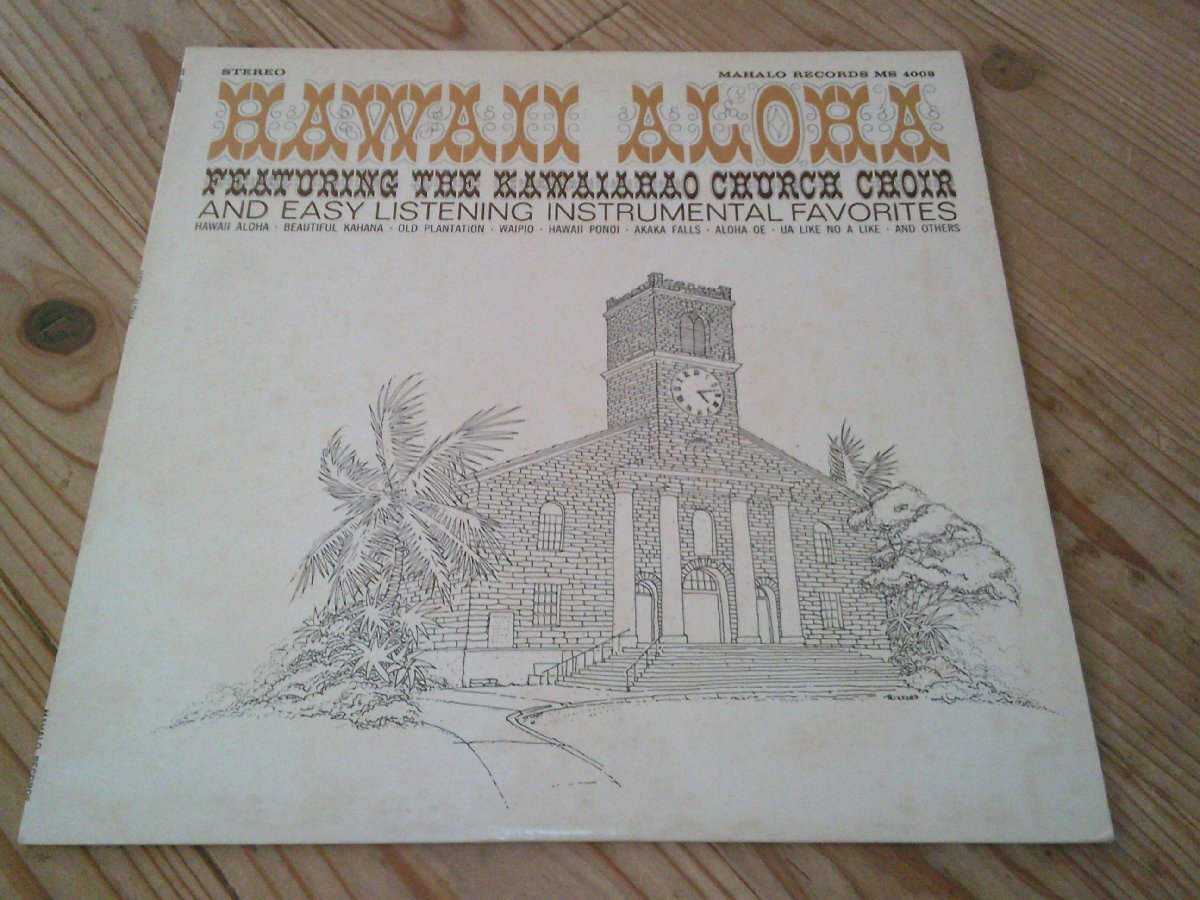 STEREO MAHALO RECORDS MS 4008
HAWAII ALOHA
FEATURING THE KAWAIAHAO CHURCH CHOIR
AND EASY LISTENING INSTRUMENTAL FAVORITES
HAWAII ALOHA · BEAUTIFUL KAHANA · OLD PLANTATION · WAIPIO · HAWAII PONOI · AKAKA FALLS · ALOHA OE · UA LIKE NO A LIKE · AND OTHERS